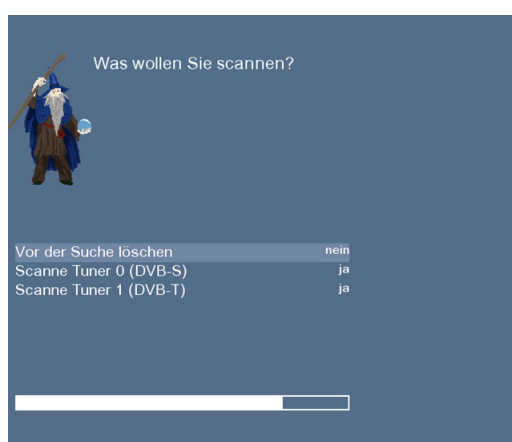 Was wollen Sie scannen?
Vor der Suche löschen nein
Scanne Tuner 0 (DVB-S) ja
Scanne Tuner 1 (DVB-T) ja